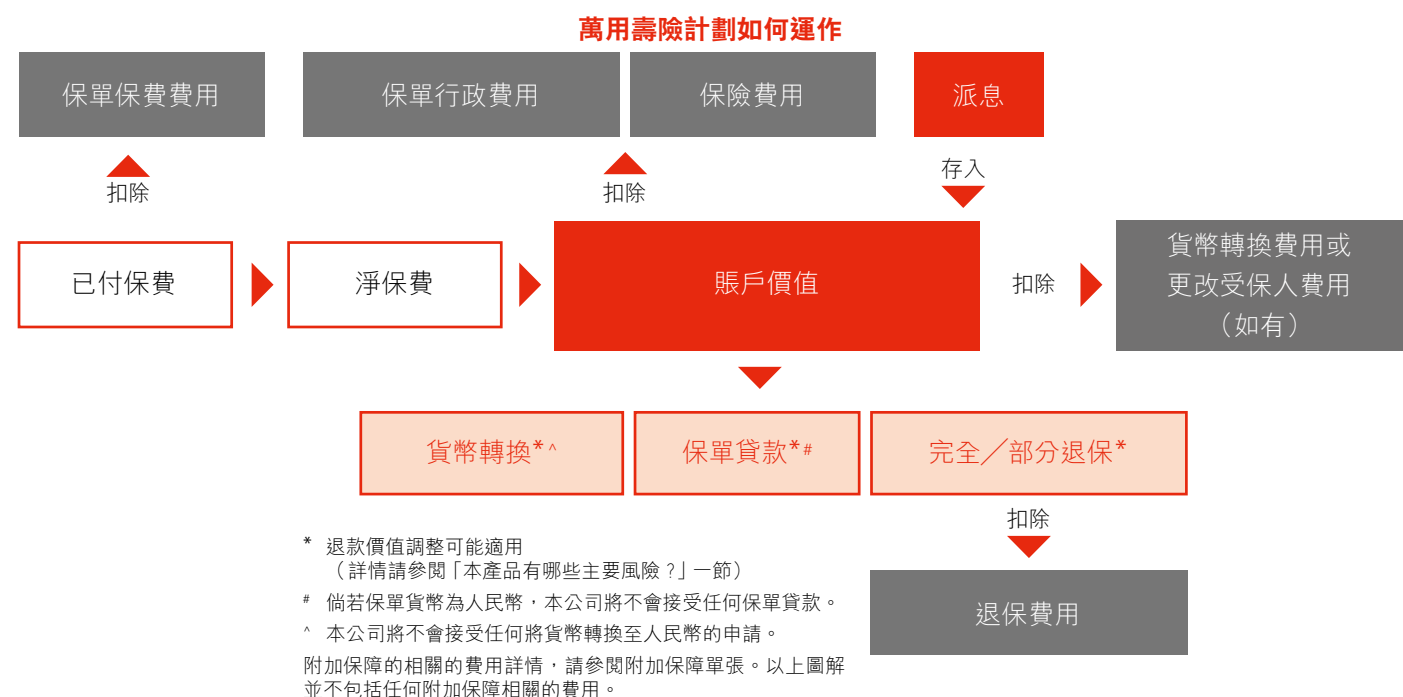 萬用壽險計劃如何運作
保單保費費用
保單行政費用
保險費用
派息
扣除
扣除
存入
已付保費
淨保費
賬戶價值
扣除
貨幣轉換費用或
更改受保人費用
（如有）
貨幣轉換*^
保單貸款*#
完全／部分退保*
扣除
退保費用
* 退款價值調整可能適用
（詳情請參閱「本產品有哪些主要風險？」一節）
# 倘若保單貨幣為人民幣，本公司將不會接受任何保單貸款。
^ 本公司將不會接受任何將貨幣轉換至人民幣的申請。
附加保障的相關的費用詳情，請參閱附加保障單張。以上圖解
並不包括任何附加保障相關的費用。